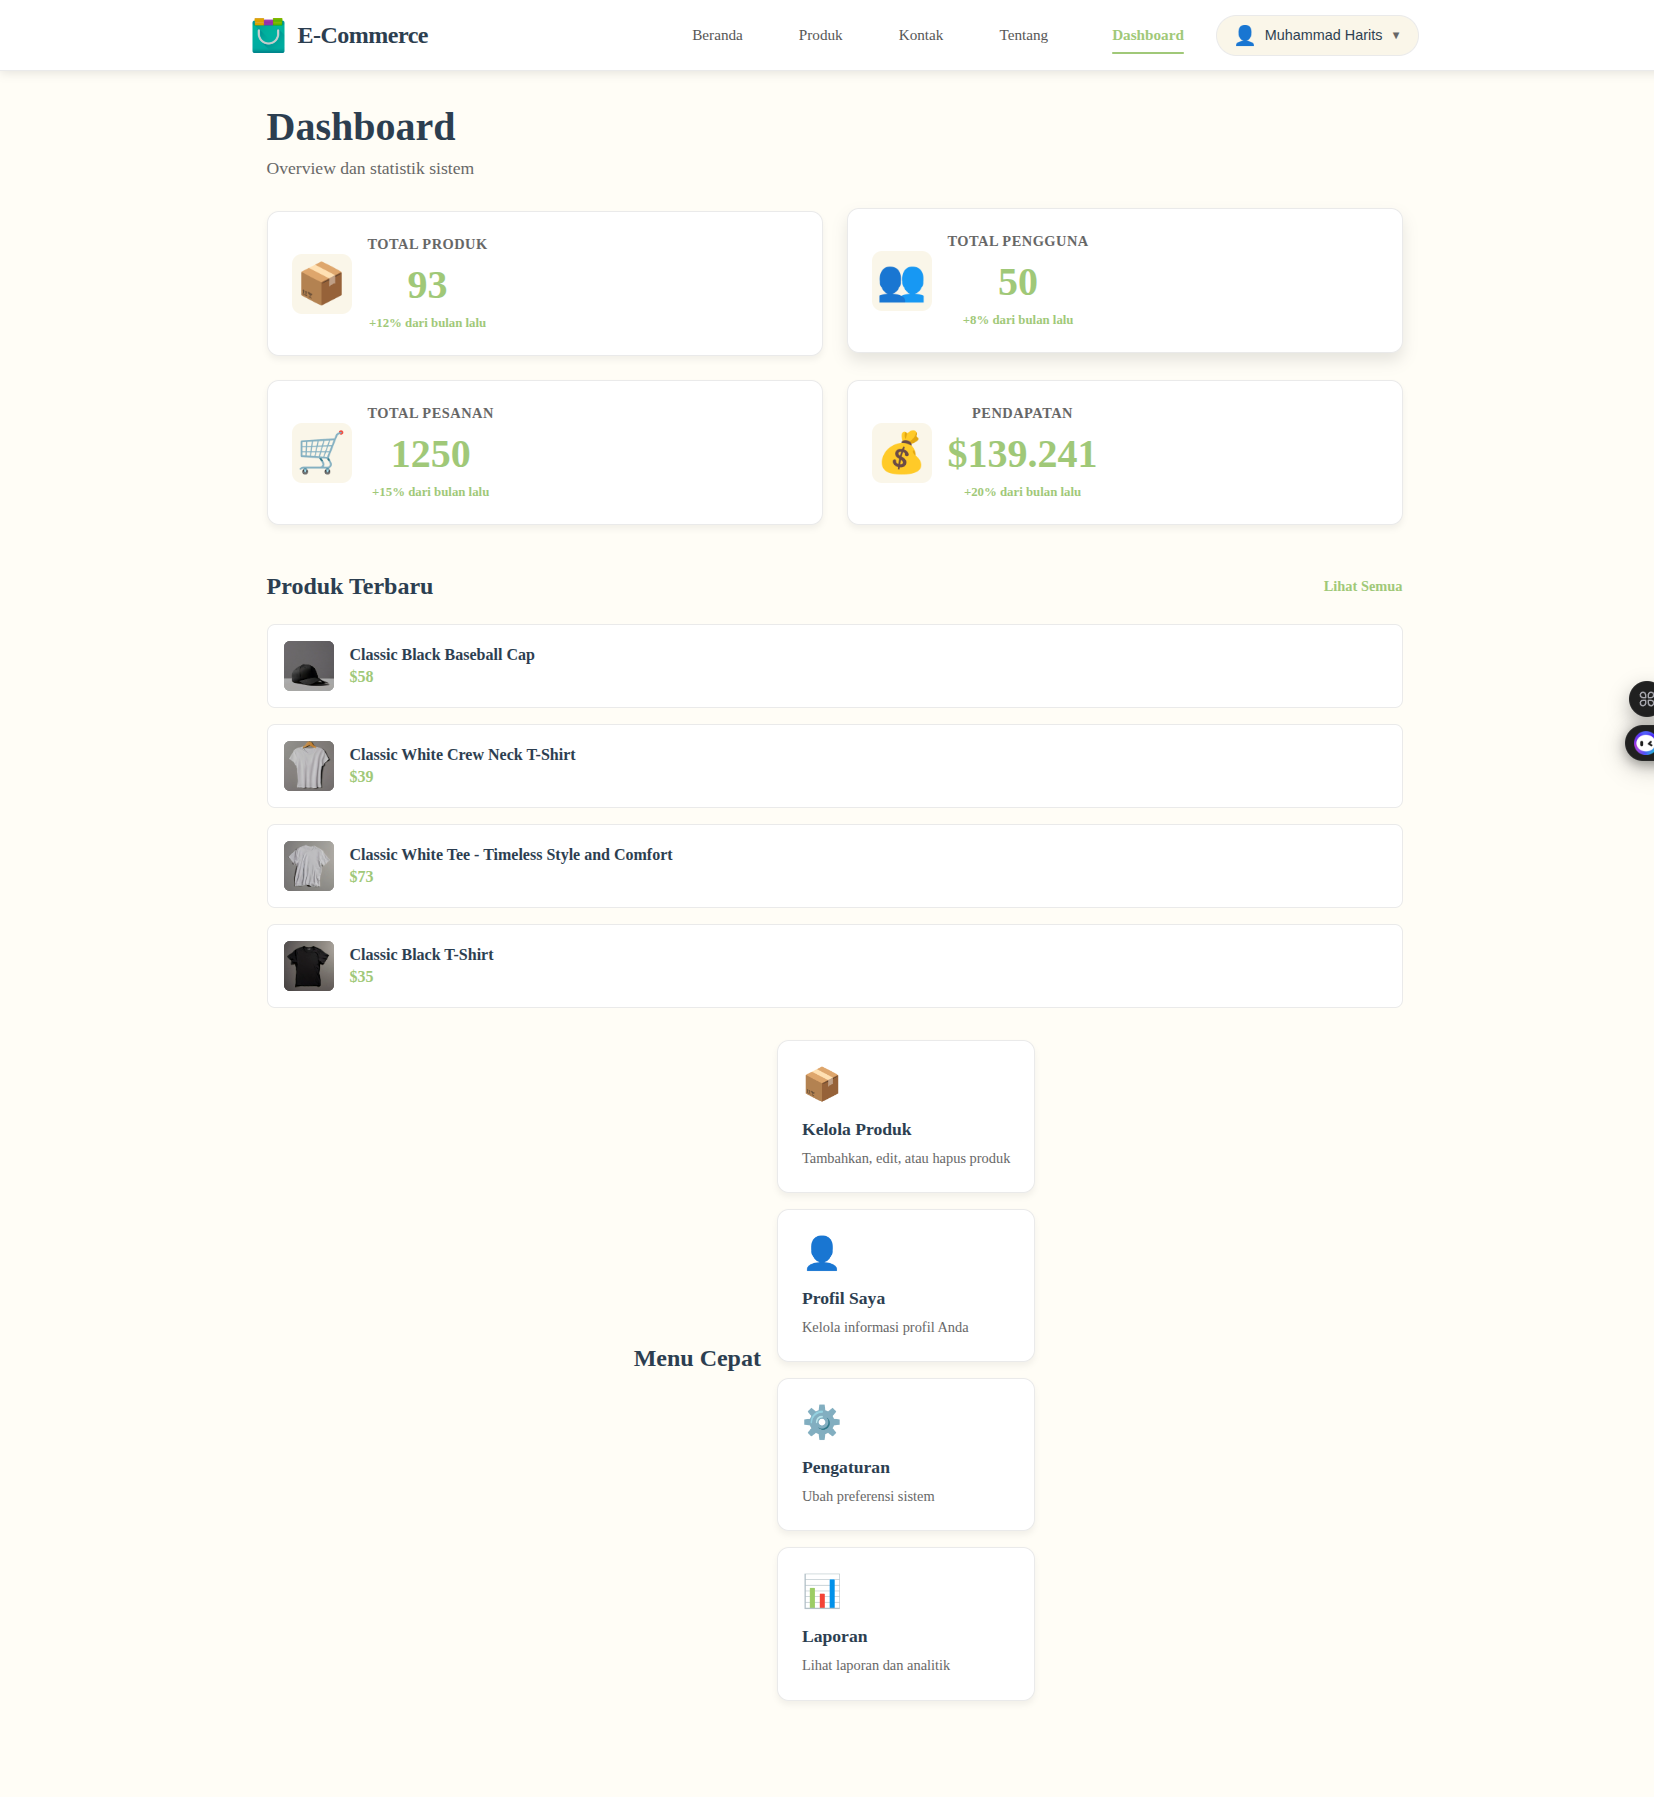 E-Commerce
Beranda
Produk
Kontak
Tentang
Dashboard
Muhammad Harits ▼
Dashboard
Overview dan statistik sistem
TOTAL PRODUK
93
+12% dari bulan lalu
TOTAL PENGGUNA
50
+8% dari bulan lalu
TOTAL PESANAN
1250
+15% dari bulan lalu
PENDAPATAN
$139.241
+20% dari bulan lalu
Produk Terbaru
Lihat Semua
Classic Black Baseball Cap
$58
Classic White Crew Neck T-Shirt
$39
Classic White Tee - Timeless Style and Comfort
$73
Classic Black T-Shirt
$35
Menu Cepat
Kelola Produk
Tambahkan, edit, atau hapus produk
Profil Saya
Kelola informasi profil Anda
Pengaturan
Ubah preferensi sistem
Laporan
Lihat laporan dan analitik